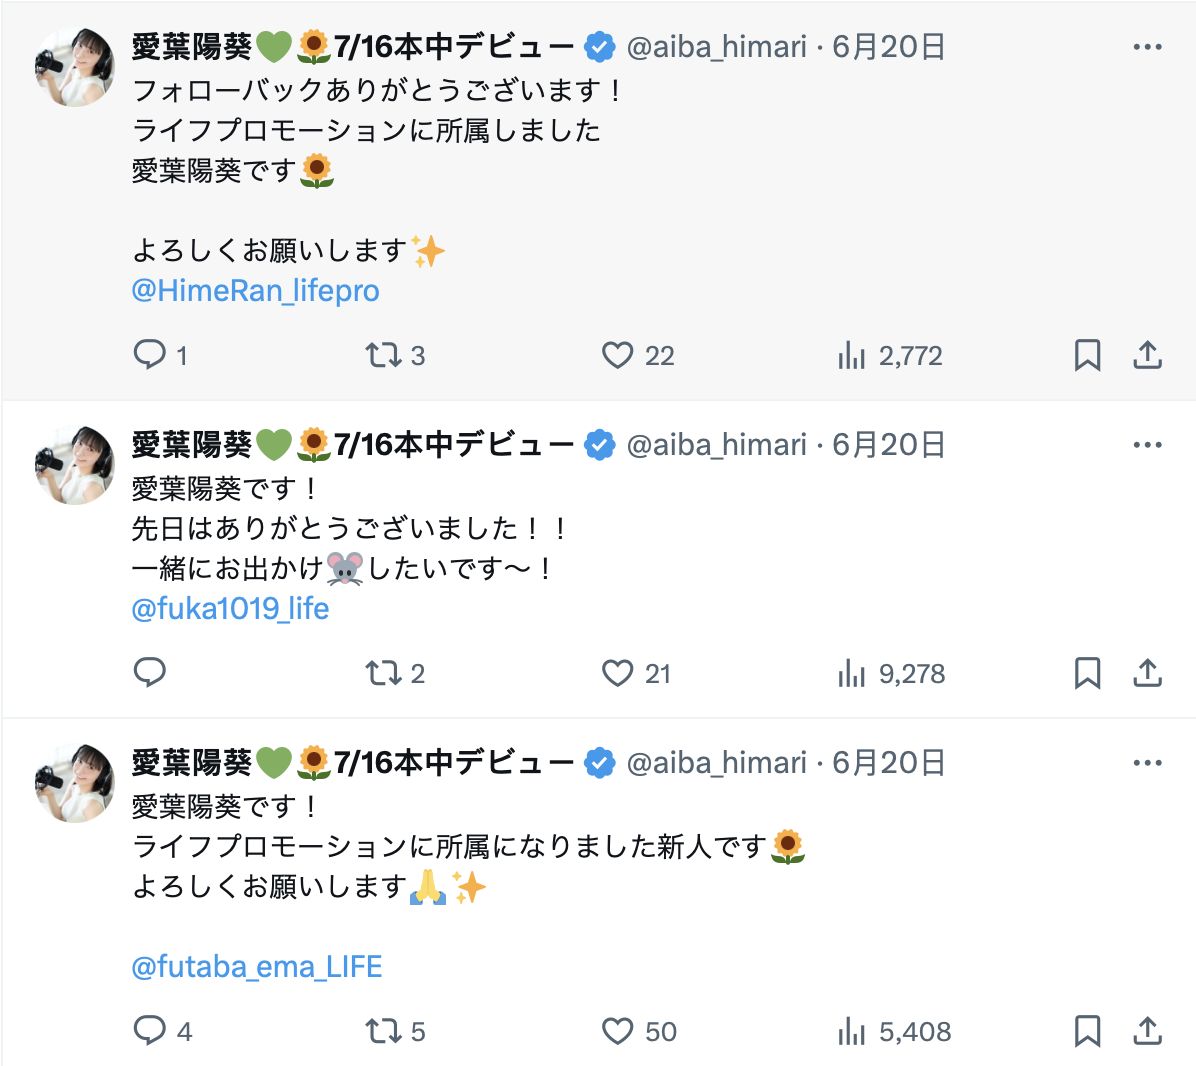 愛葉陽葵💚🌻7/16本中デビュー @aiba_himari · 6月20日
フォローバックありがとうございます！
ライフプロモーションに所属しました
愛葉陽葵です🌻
よろしくお願いします✨
@HimeRan_lifepro
1 3 22 2,772
愛葉陽葵💚🌻7/16本中デビュー @aiba_himari · 6月20日
愛葉陽葵です！
先日はありがとうございました！！
一緒にお出かけ🐭したいです〜！
@fuka1019_life
2 21 9,278
愛葉陽葵💚🌻7/16本中デビュー @aiba_himari · 6月20日
愛葉陽葵です！
ライフプロモーションに所属になりました新人です🌻
よろしくお願いします🙏✨
@futaba_ema_LIFE
4 5 50 5,408